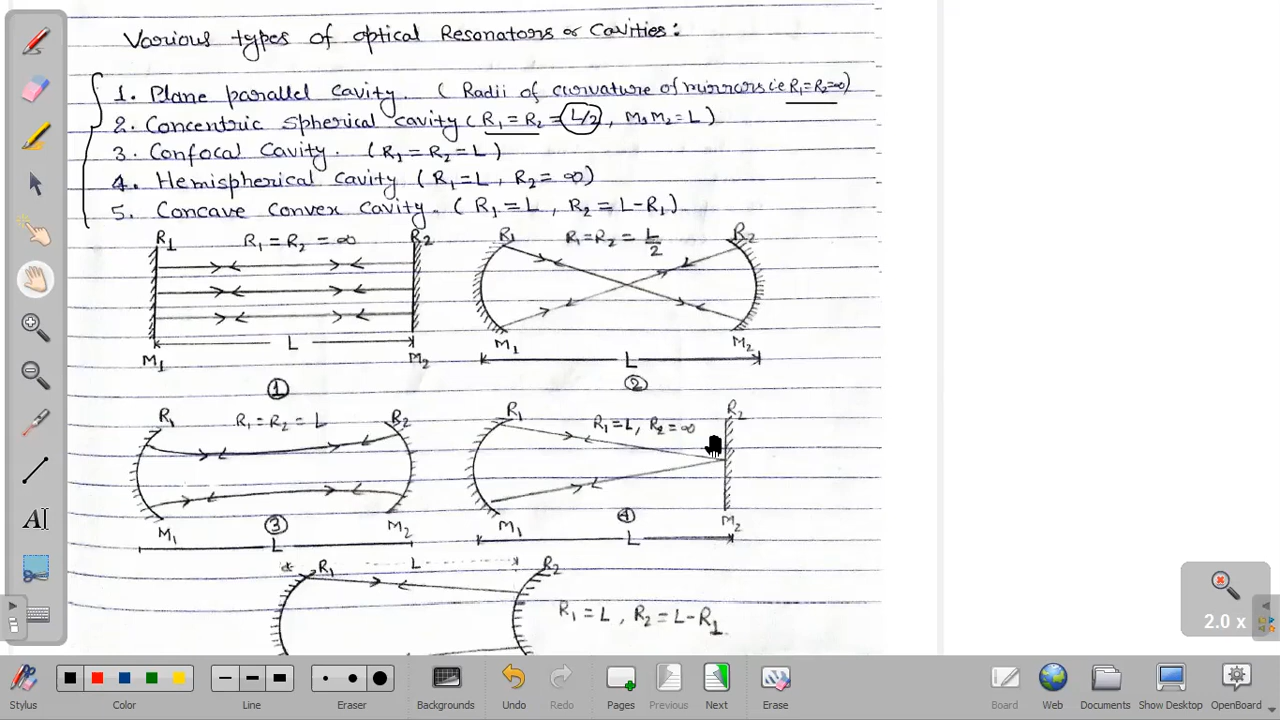 Various types of optical Resonators or Cavities:
1. Plane parallel cavity. (Radii of curvature of mirrors i.e R1=R2=∞)
2. Concentric Spherical cavity (R1=R2=L/2, M1M2=L)
3. Confocal Cavity. (R1=R2=L)
4. Hemispherical cavity (R1=L, R2=∞)
5. Concave Convex cavity. (R1=L, R2=L-R1)
R1 R1=R2=∞ R2
L
M1 M2
1
R1 R1=R2=L/2 R2
M1 M2
L
2
R1 R1=R2=L R2
M1 3 M2
L
R1 R1=L, R2=∞ R2
M1 4 M2
L
R1 L R2
R1=L, R2=L-R1
AI
2.0 x
Stylus Color Line Eraser Backgrounds Undo Redo Pages Previous Next Erase Board Web Documents Show Desktop OpenBoard